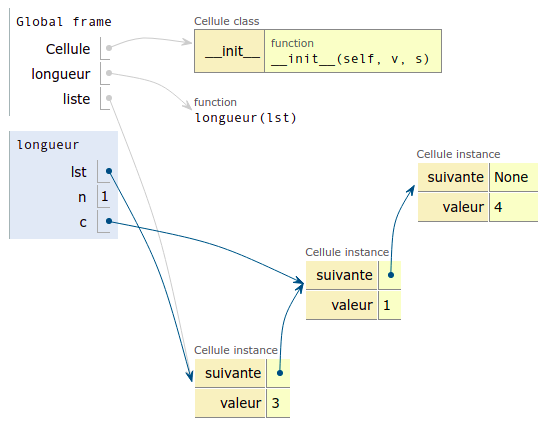 Global frame
Cellule
longueur
liste
Cellule class
__init__
function
__init__(self, v, s)
function
longueur(lst)
longueur
lst
n 1
c
Cellule instance
suivante None
valeur 4
Cellule instance
suivante
valeur 1
Cellule instance
suivante
valeur 3